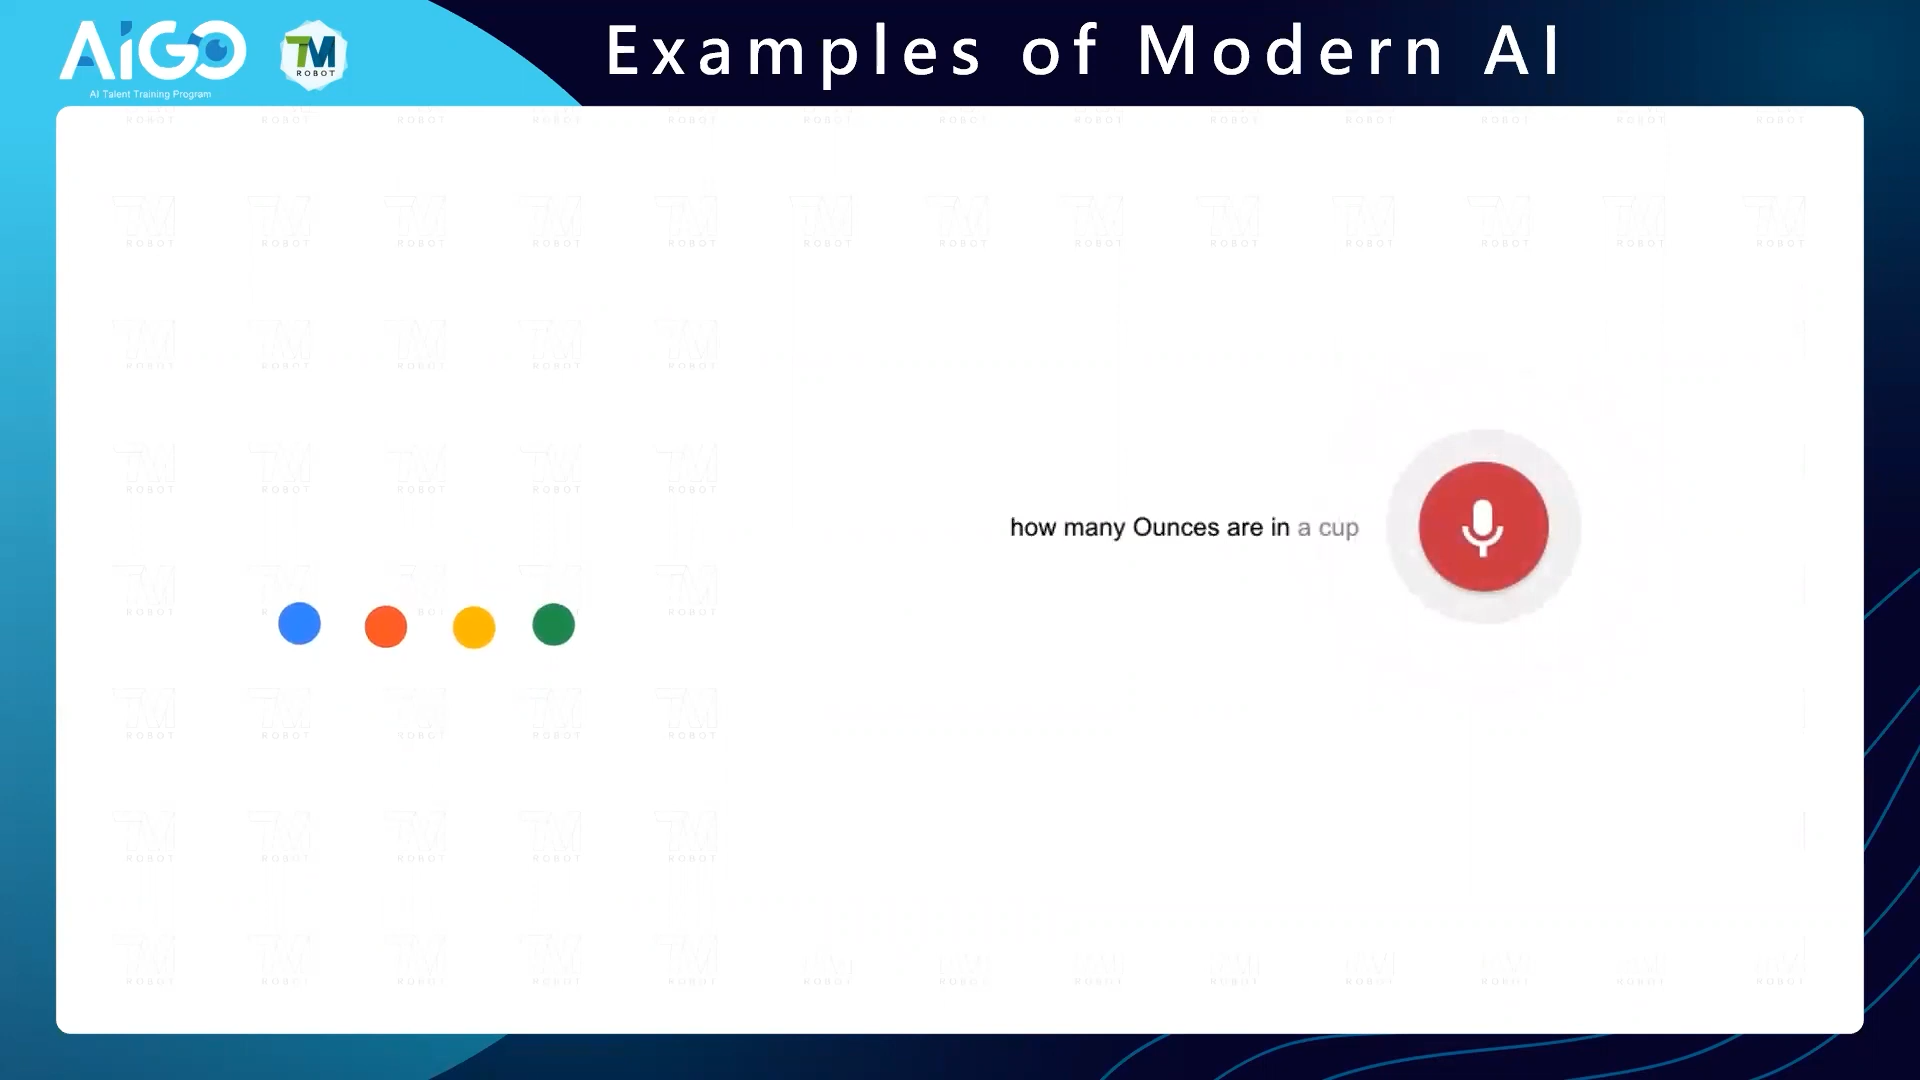 AiGO
AI Talent Training Program
TM
ROBOT
Examples of Modern AI
how many Ounces are in a cup